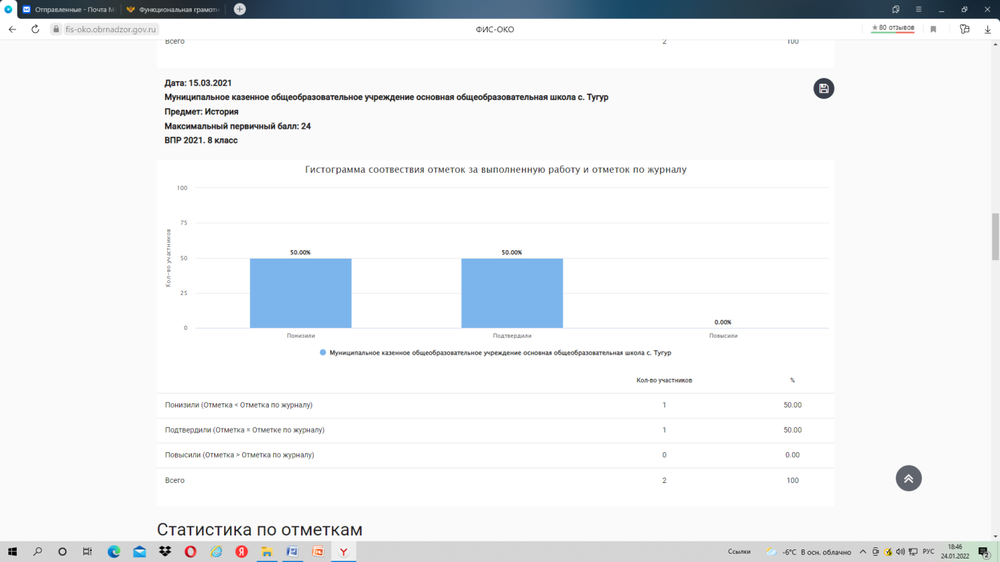 Отправленные - Почта M
Функциональная грамотн
fis-oko.obrnadzor.gov.ru
ФИС-ОКО
★ 80 отзывов
Всего 2 100
Дата: 15.03.2021
Муниципальное казенное общеобразовательное учреждение основная общеобразовательная школа с. Тугур
Предмет: История
Максимальный первичный балл: 24
ВПР 2021. 8 класс
Гистограмма соотвествия отметок за выполненную работу и отметок по журналу
Кол-во участников
100
75
50
25
0
50.00%
50.00%
0.00%
Понизили
Подтвердили
Повысили
Муниципальное казенное общеобразовательное учреждение основная общеобразовательная школа с. Тугур
Кол-во участников %
Понизили (Отметка < Отметка по журналу) 1 50.00
Подтвердили (Отметка = Отметке по журналу) 1 50.00
Повысили (Отметка > Отметка по журналу) 0 0.00
Всего 2 100
Статистика по отметкам
Ссылки
-6°C В осн. облачно
РУС
18:46
24.01.2022
2